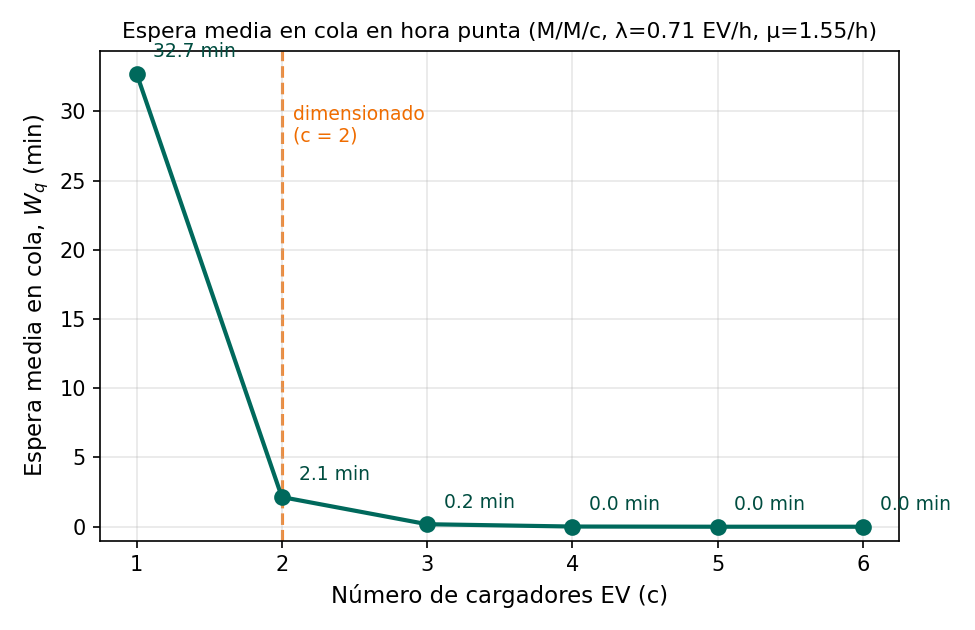 Espera media en cola en hora punta (M/M/c, λ=0.71 EV/h, μ=1.55/h)
32.7 min
dimensionado
(c = 2)
2.1 min
0.2 min
0.0 min
0.0 min
0.0 min
Espera media en cola, W_q (min)
30
25
20
15
10
5
0
1 2 3 4 5 6
Número de cargadores EV (c)